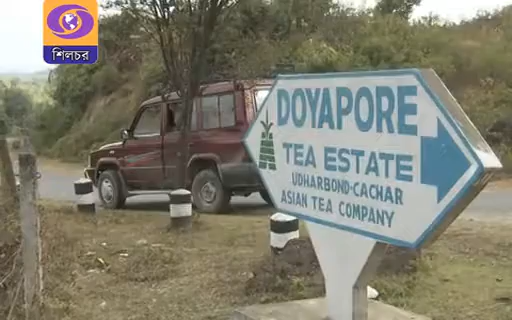 শিলচর
DOYAPORE
TEA ESTATE
UDHARBOND-CACHAR
ASIAN TEA COMPANY